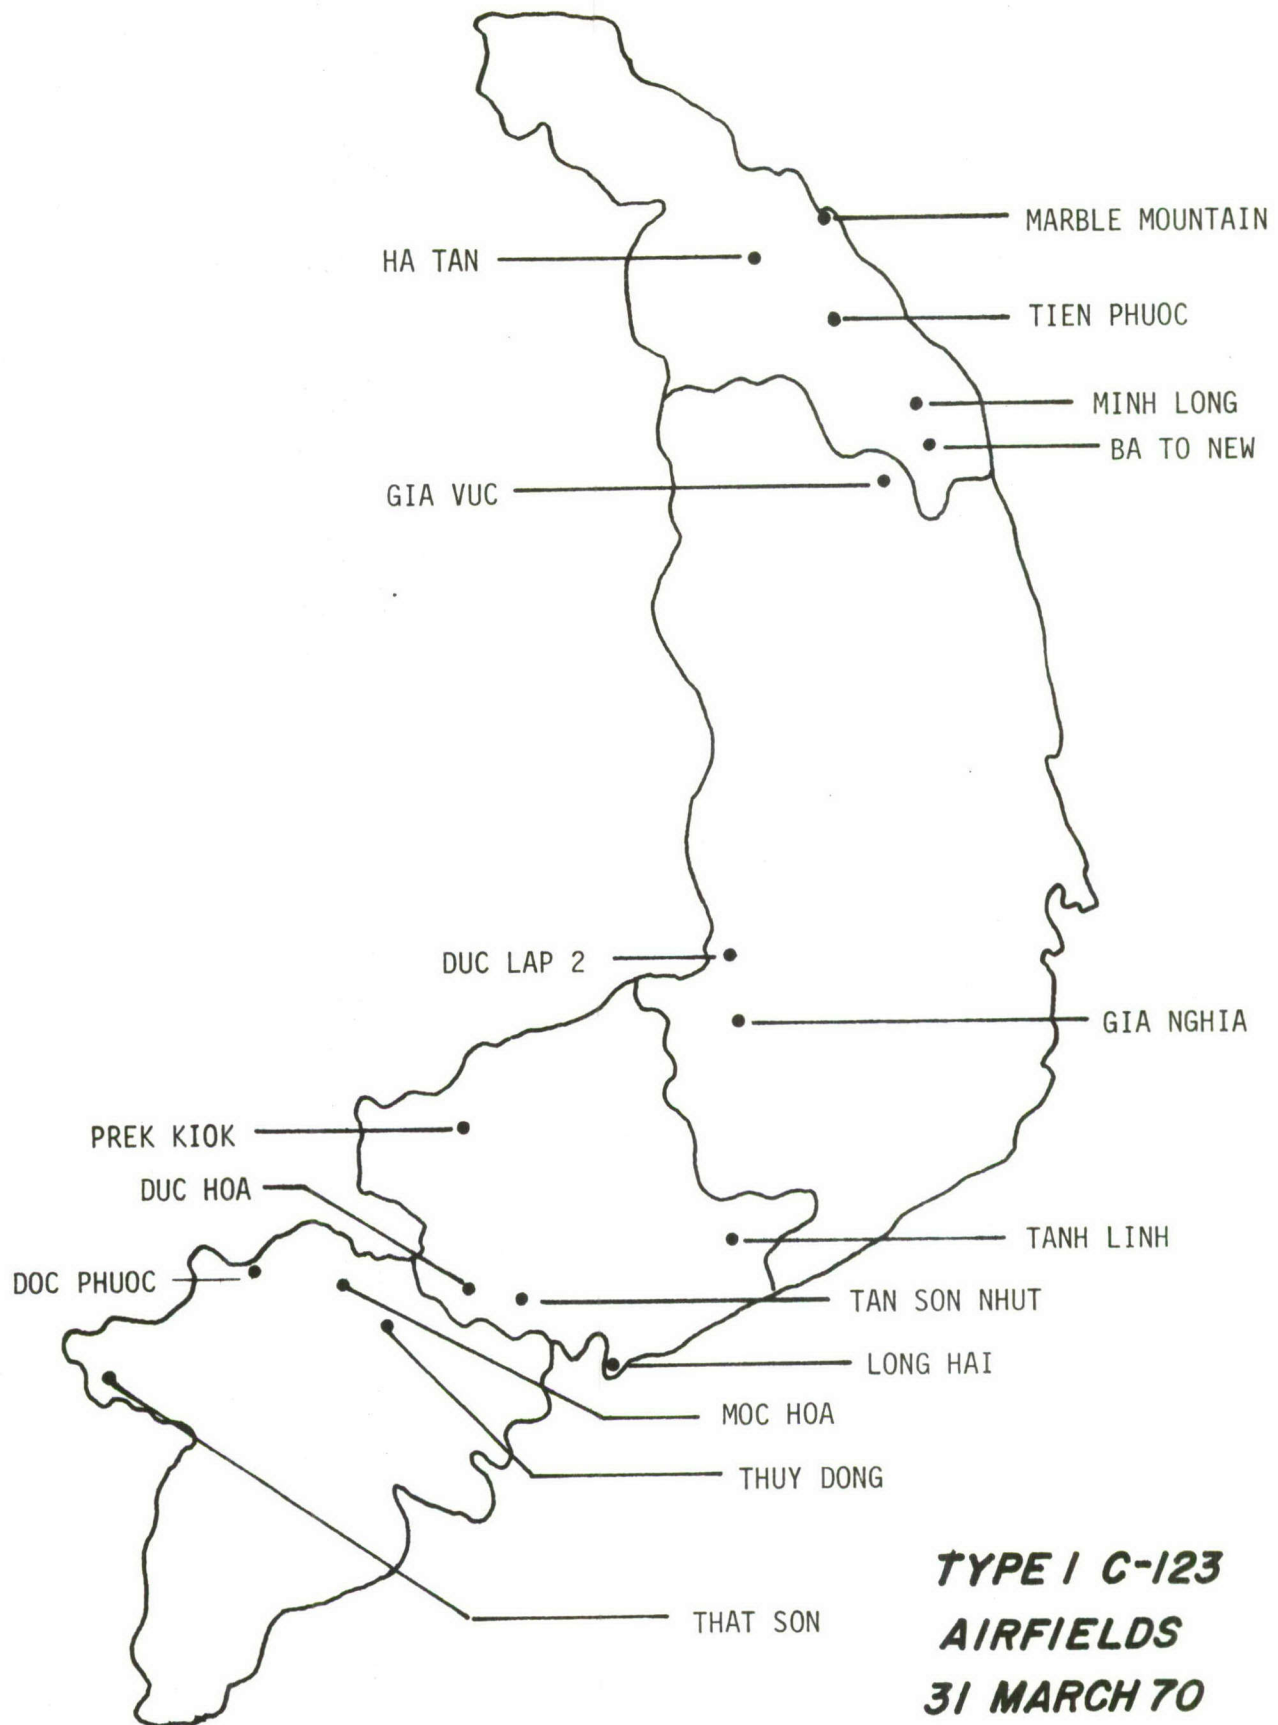 MARBLE MOUNTAIN
HA TAN
TIEN PHUOC
MINH LONG
BA TO NEW
GIA VUC
DUC LAP 2
GIA NGHIA
PREK KIOK
DUC HOA
TANH LINH
DOC PHUOC
TAN SON NHUT
LONG HAI
MOC HOA
THUY DONG
THAT SON
TYPE I C-123
AIRFIELDS
31 MARCH 70